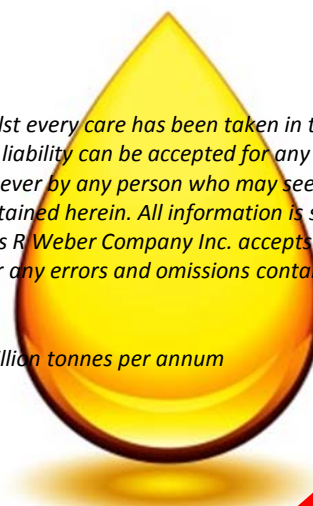 lst every care has been taken in t
liability can be accepted for any
ever by any person who may see
tained herein. All information is s
s R Weber Company Inc. accepts
r any errors and omissions conta
illion tonnes per annum